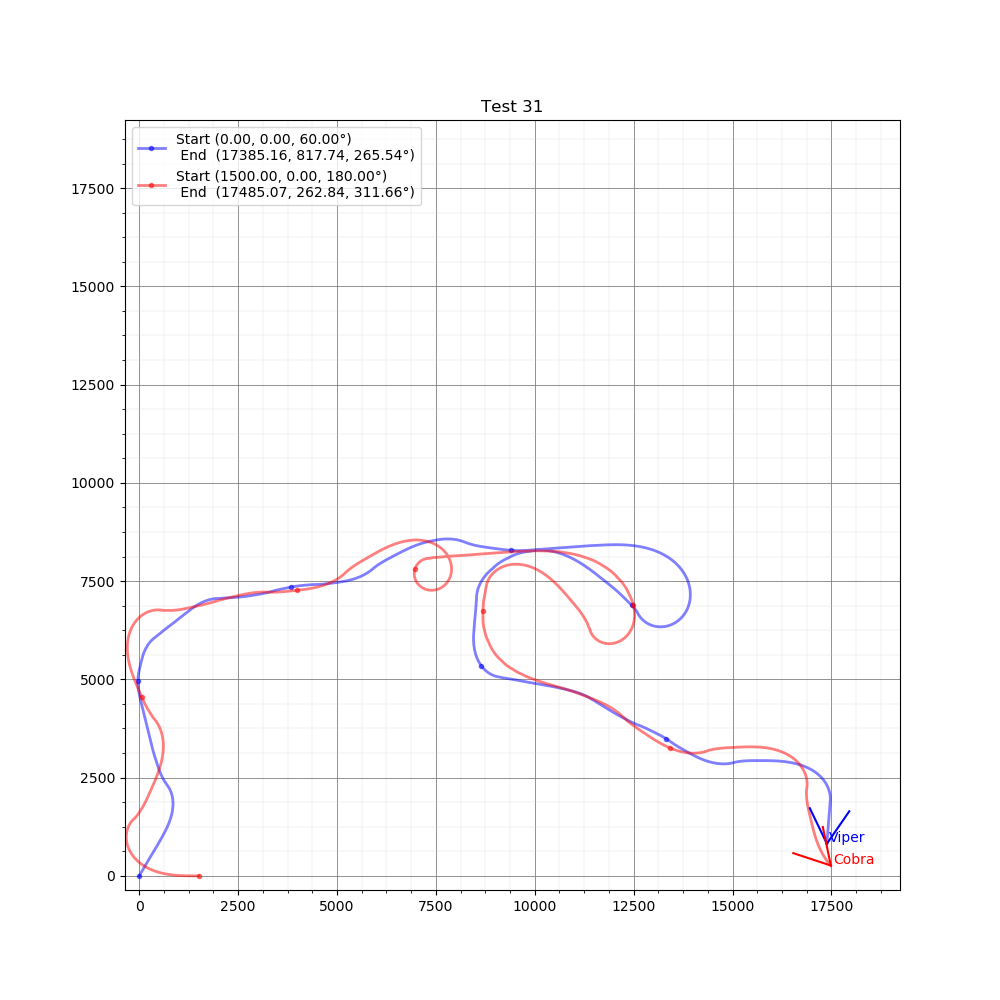 Test 31
Start (0.00, 0.00, 60.00°)
End (17385.16, 817.74, 265.54°)
Start (1500.00, 0.00, 180.00°)
End (17485.07, 262.84, 311.66°)
17500
15000
12500
10000
7500
5000
2500
0
Viper
Cobra
0 2500 5000 7500 10000 12500 15000 17500